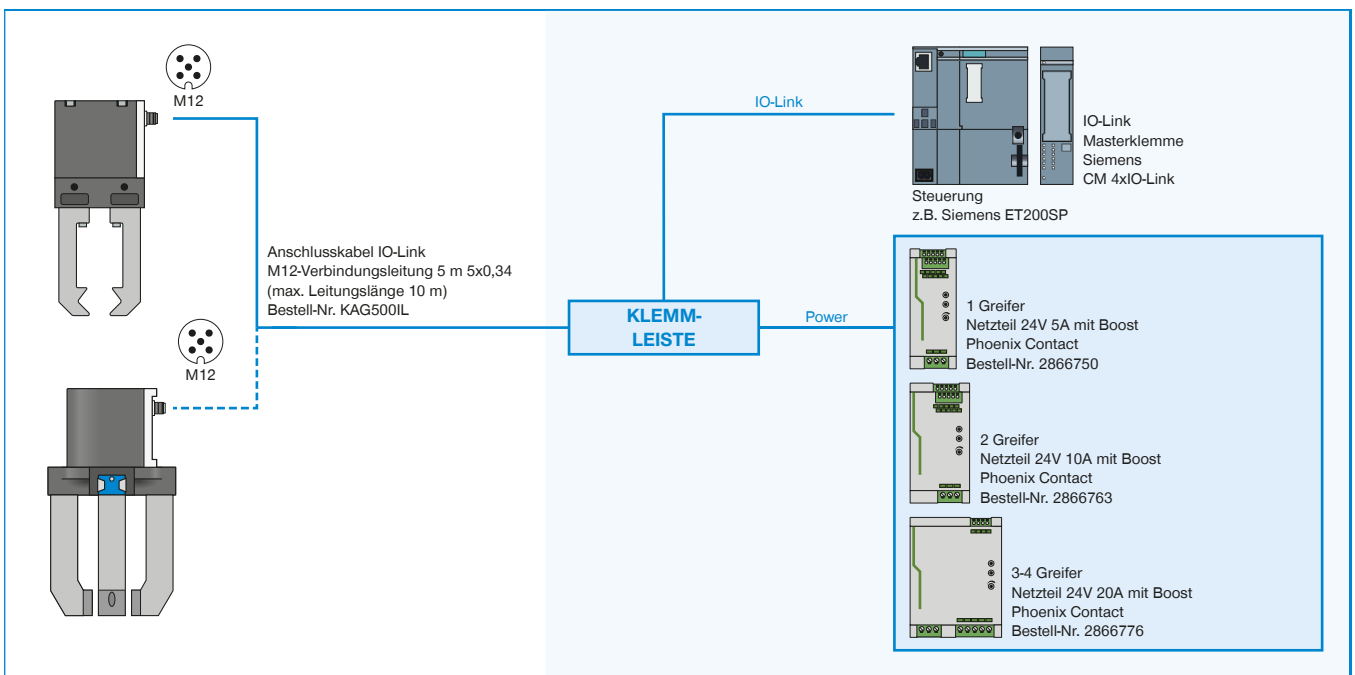 M12
IO-Link
IO-Link
Masterklemme
Siemens
CM 4xIO-Link
Steuerung
z.B. Siemens ET200SP
Anschlusskabel IO-Link
M12-Verbindungsleitung 5 m 5x0,34
(max. Leitungslänge 10 m)
Bestell-Nr. KAG500IL
KLEMM-
LEISTE
Power
1 Greifer
Netzteil 24V 5A mit Boost
Phoenix Contact
Bestell-Nr. 2866750
M12
2 Greifer
Netzteil 24V 10A mit Boost
Phoenix Contact
Bestell-Nr. 2866763
3-4 Greifer
Netzteil 24V 20A mit Boost
Phoenix Contact
Bestell-Nr. 2866776